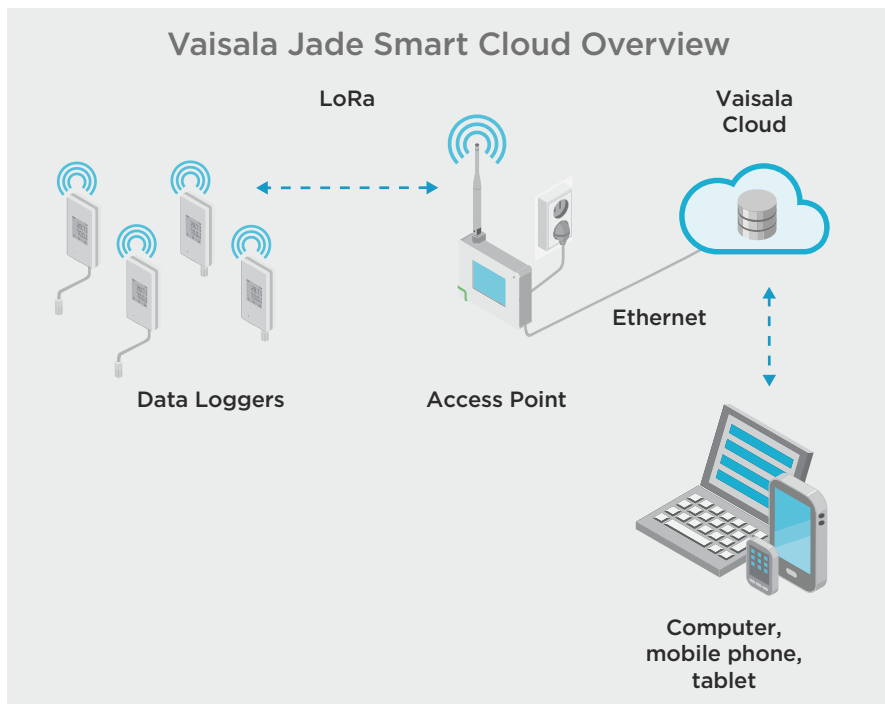 Vaisala Jade Smart Cloud Overview
LoRa
Vaisala
Cloud
Ethernet
Data Loggers
Access Point
Computer,
mobile phone,
tablet